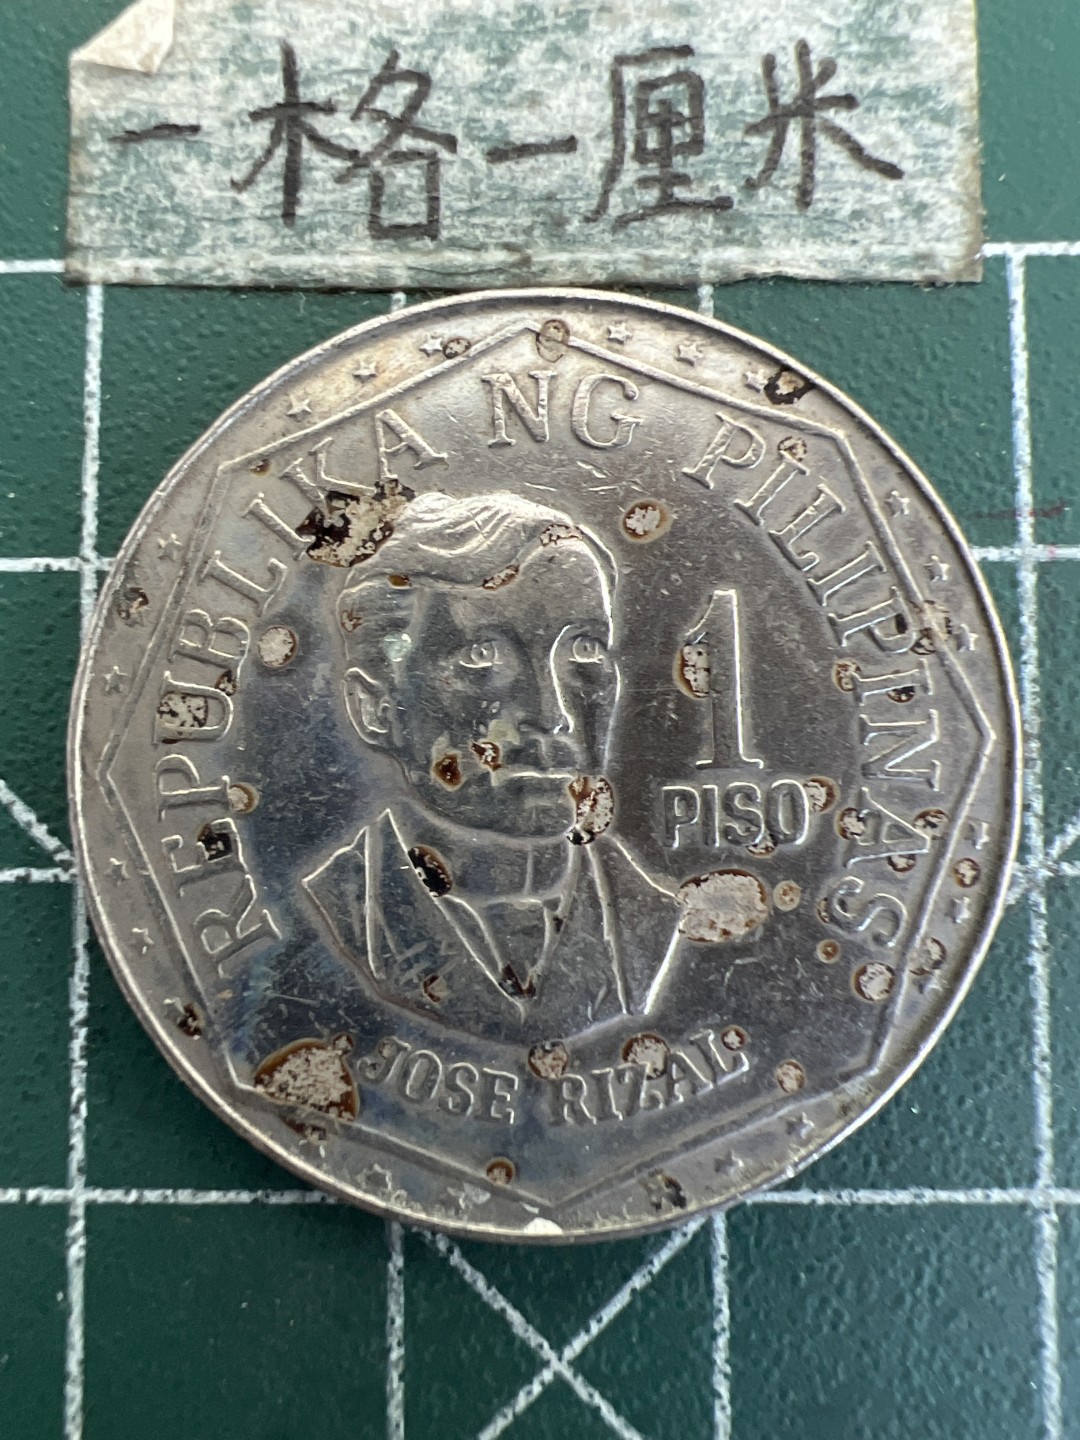 一格一厘米
REPUBLIKA NG PILIPINAS
1
PISO
JOSE RIZAL